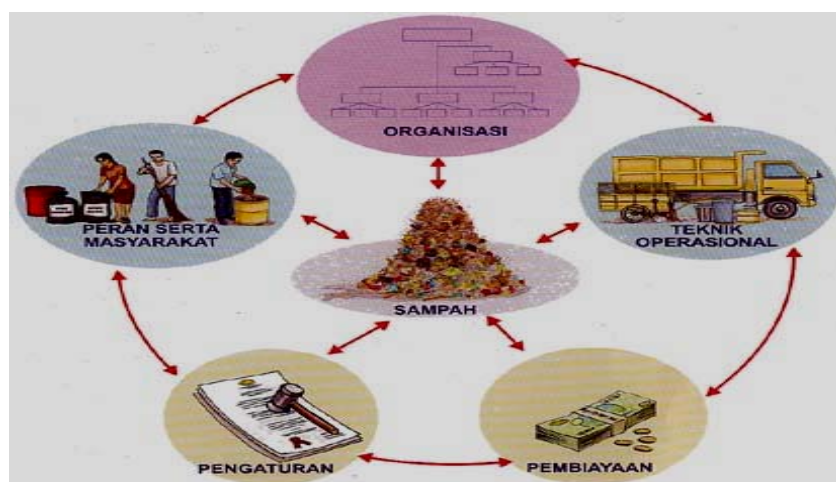 ORGANISASI
PERAN SERTA
MASYARAKAT
TEKNIK
OPERASIONAL
SAMPAH
PENGATURAN
PEMBIAYAAN